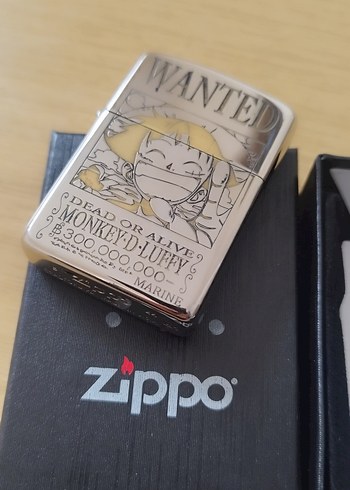 WANTED
DEAD OR ALIVE
MONKEY·D·LUFFY
฿300,000,000-
MARINE
zippo